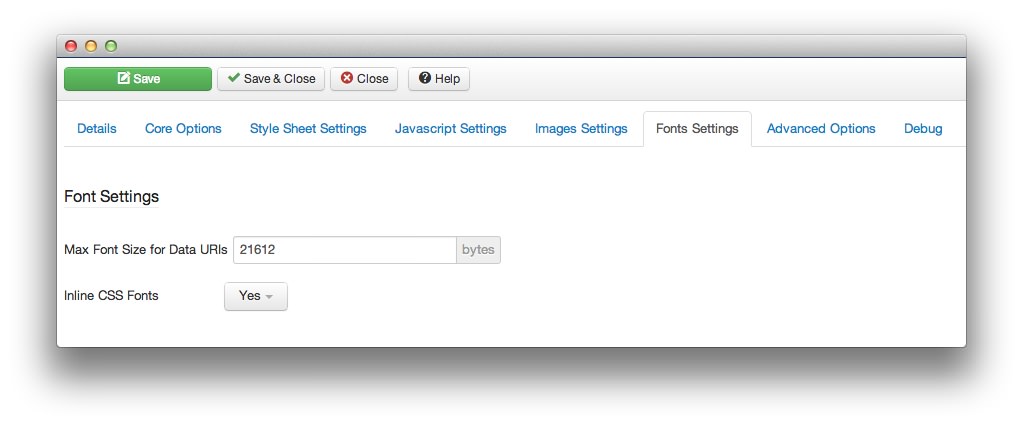 Save Save & Close Close Help
Details Core Options Style Sheet Settings Javascript Settings Images Settings Fonts Settings Advanced Options Debug
Font Settings
Max Font Size for Data URIs 21612 bytes
Inline CSS Fonts Yes